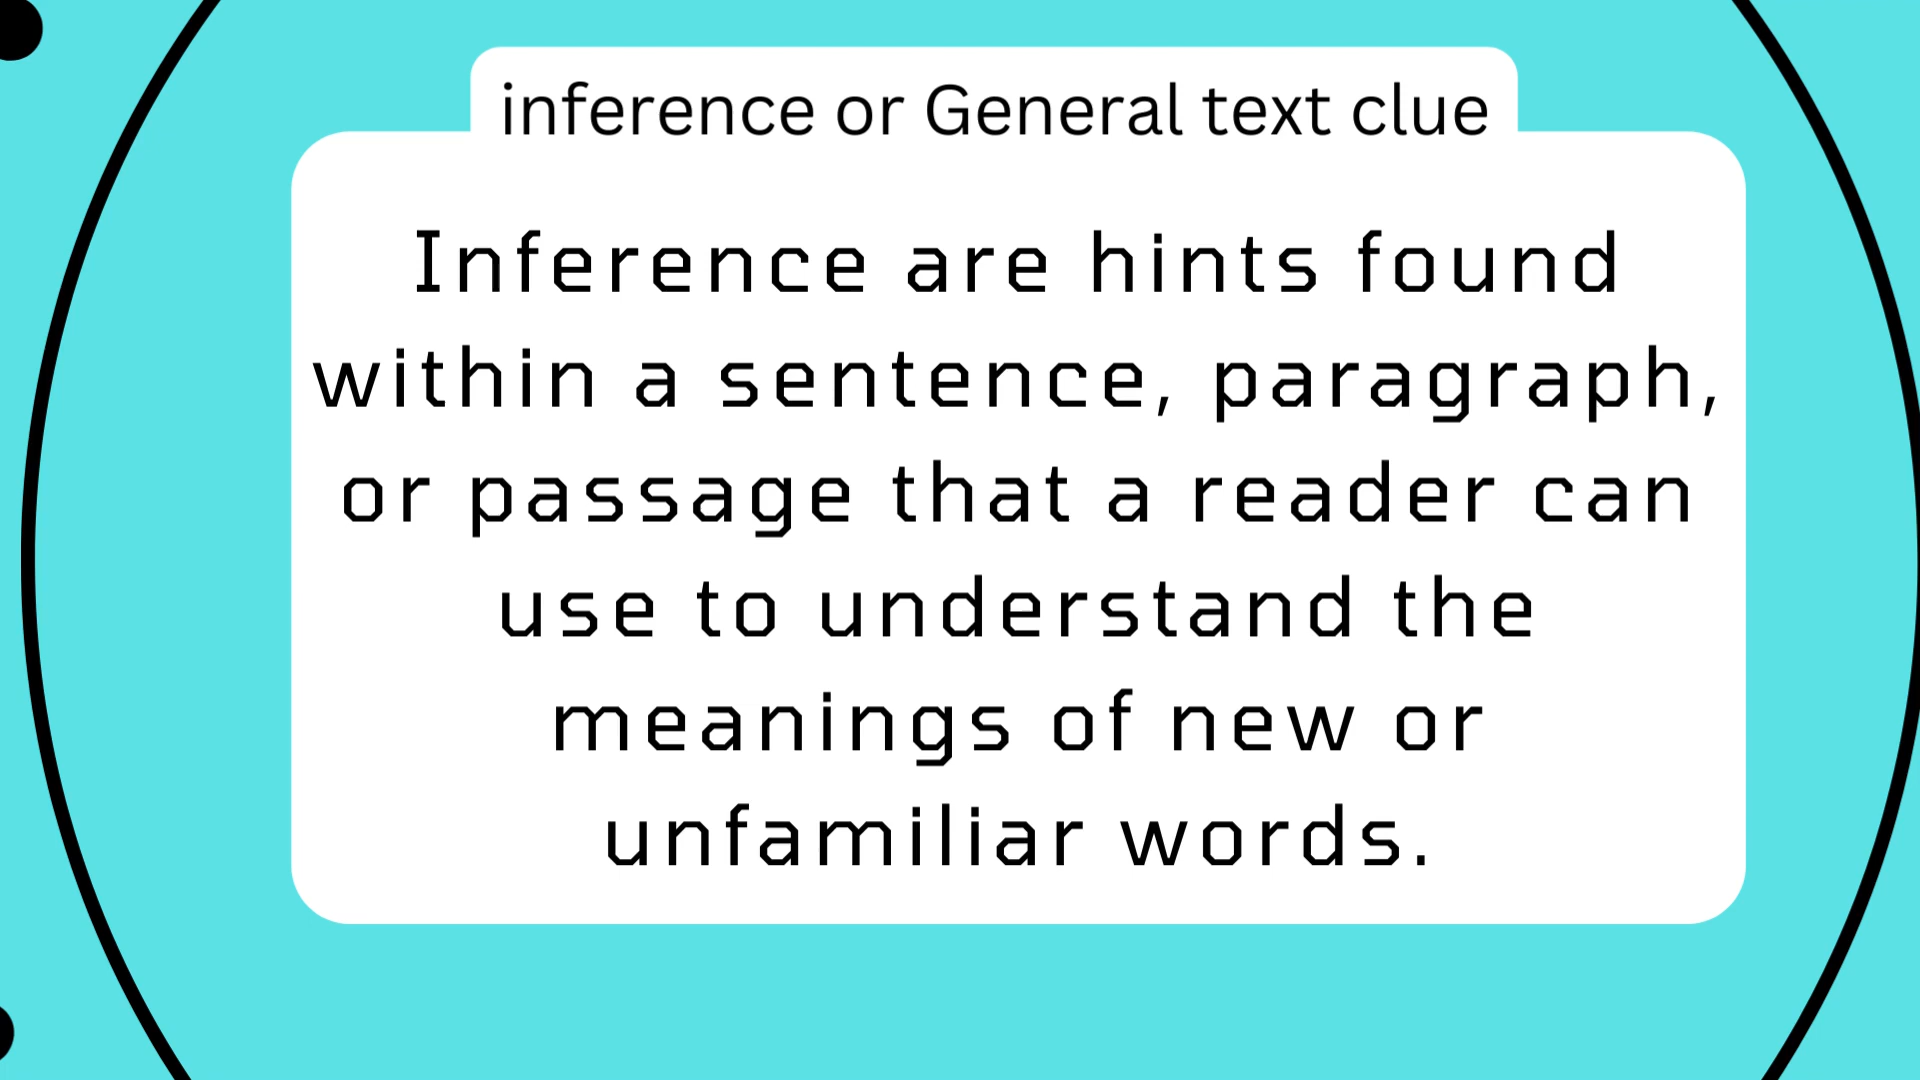 inference or General text clue
Inference are hints found
within a sentence, paragraph,
or passage that a reader can
use to understand the
meanings of new or
unfamiliar words.